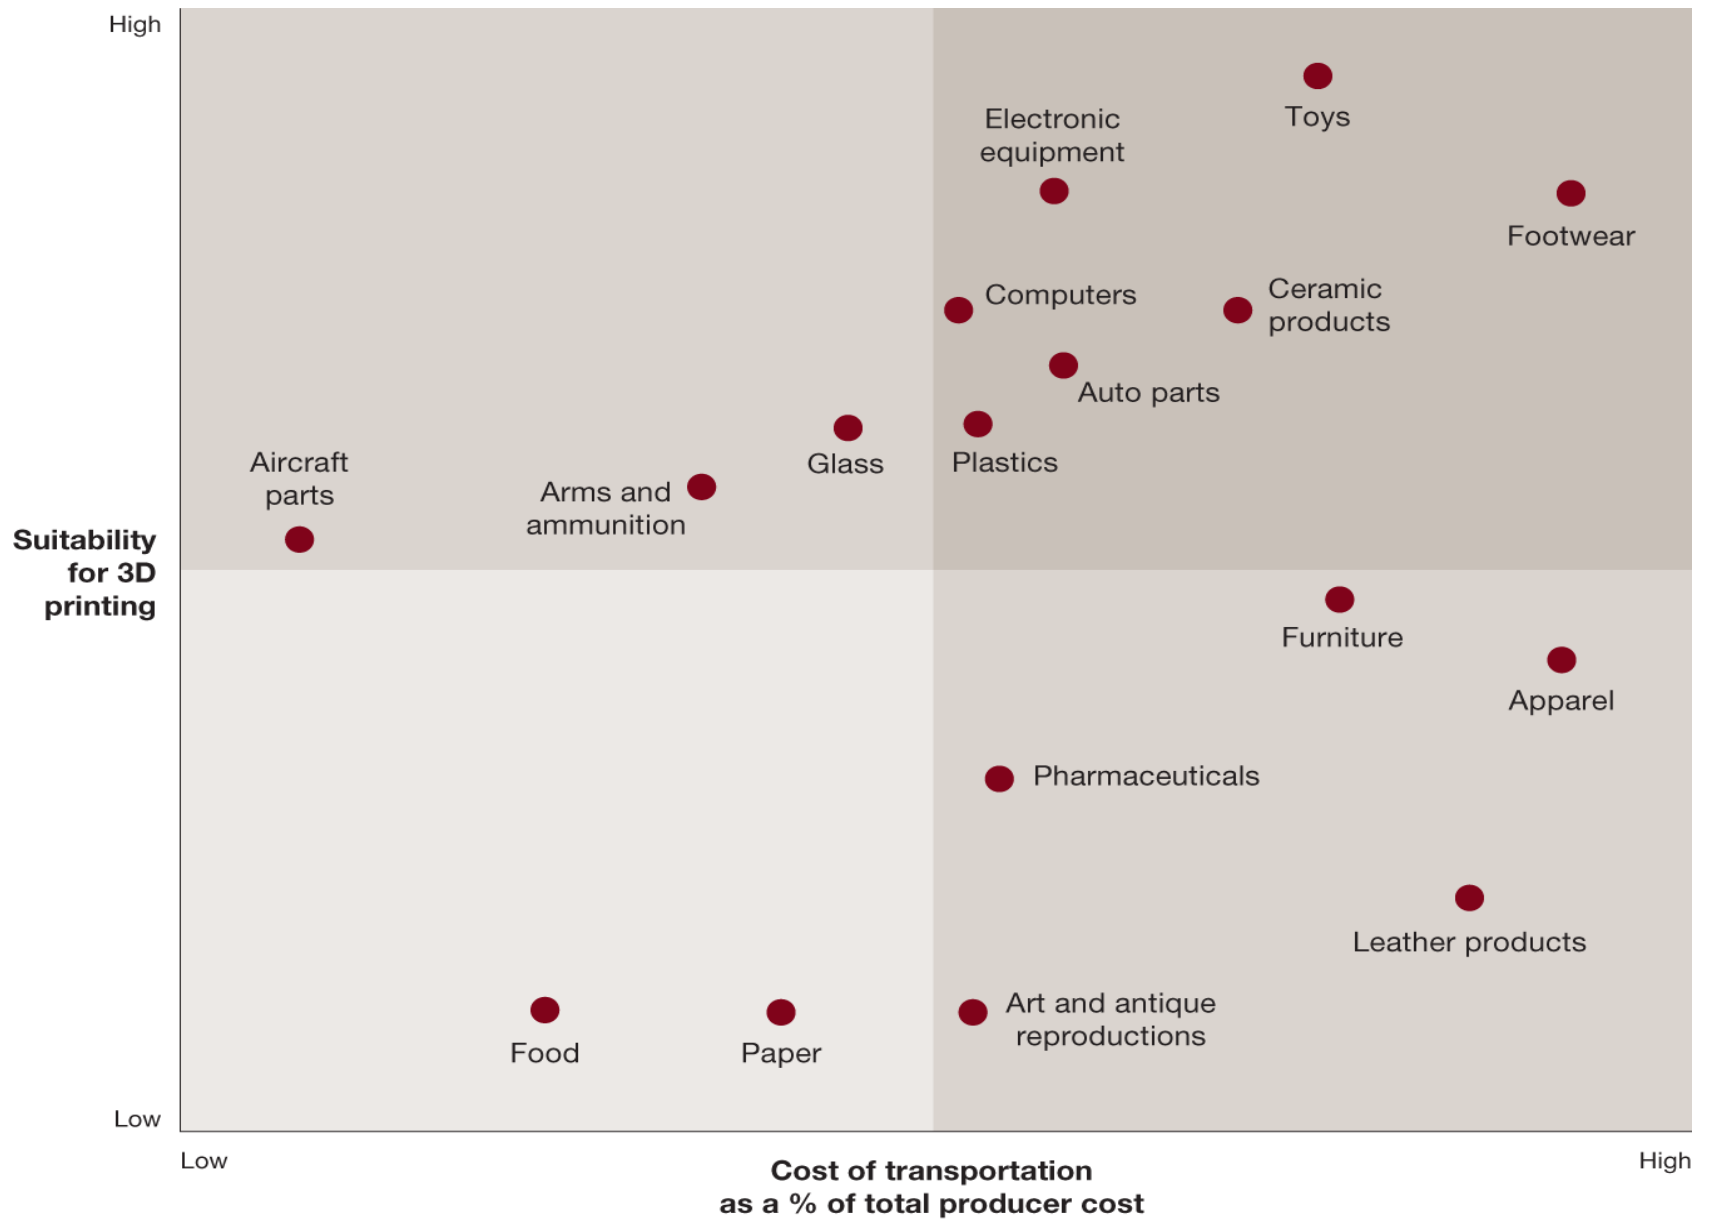 High
Toys
Electronic
equipment
Footwear
Computers
Ceramic
products
Auto parts
Glass
Plastics
Aircraft
parts
Arms and
ammunition
Suitability
for 3D
printing
Furniture
Apparel
Pharmaceuticals
Leather products
Art and antique
reproductions
Food
Paper
Low
Low
High
Cost of transportation
as a % of total producer cost